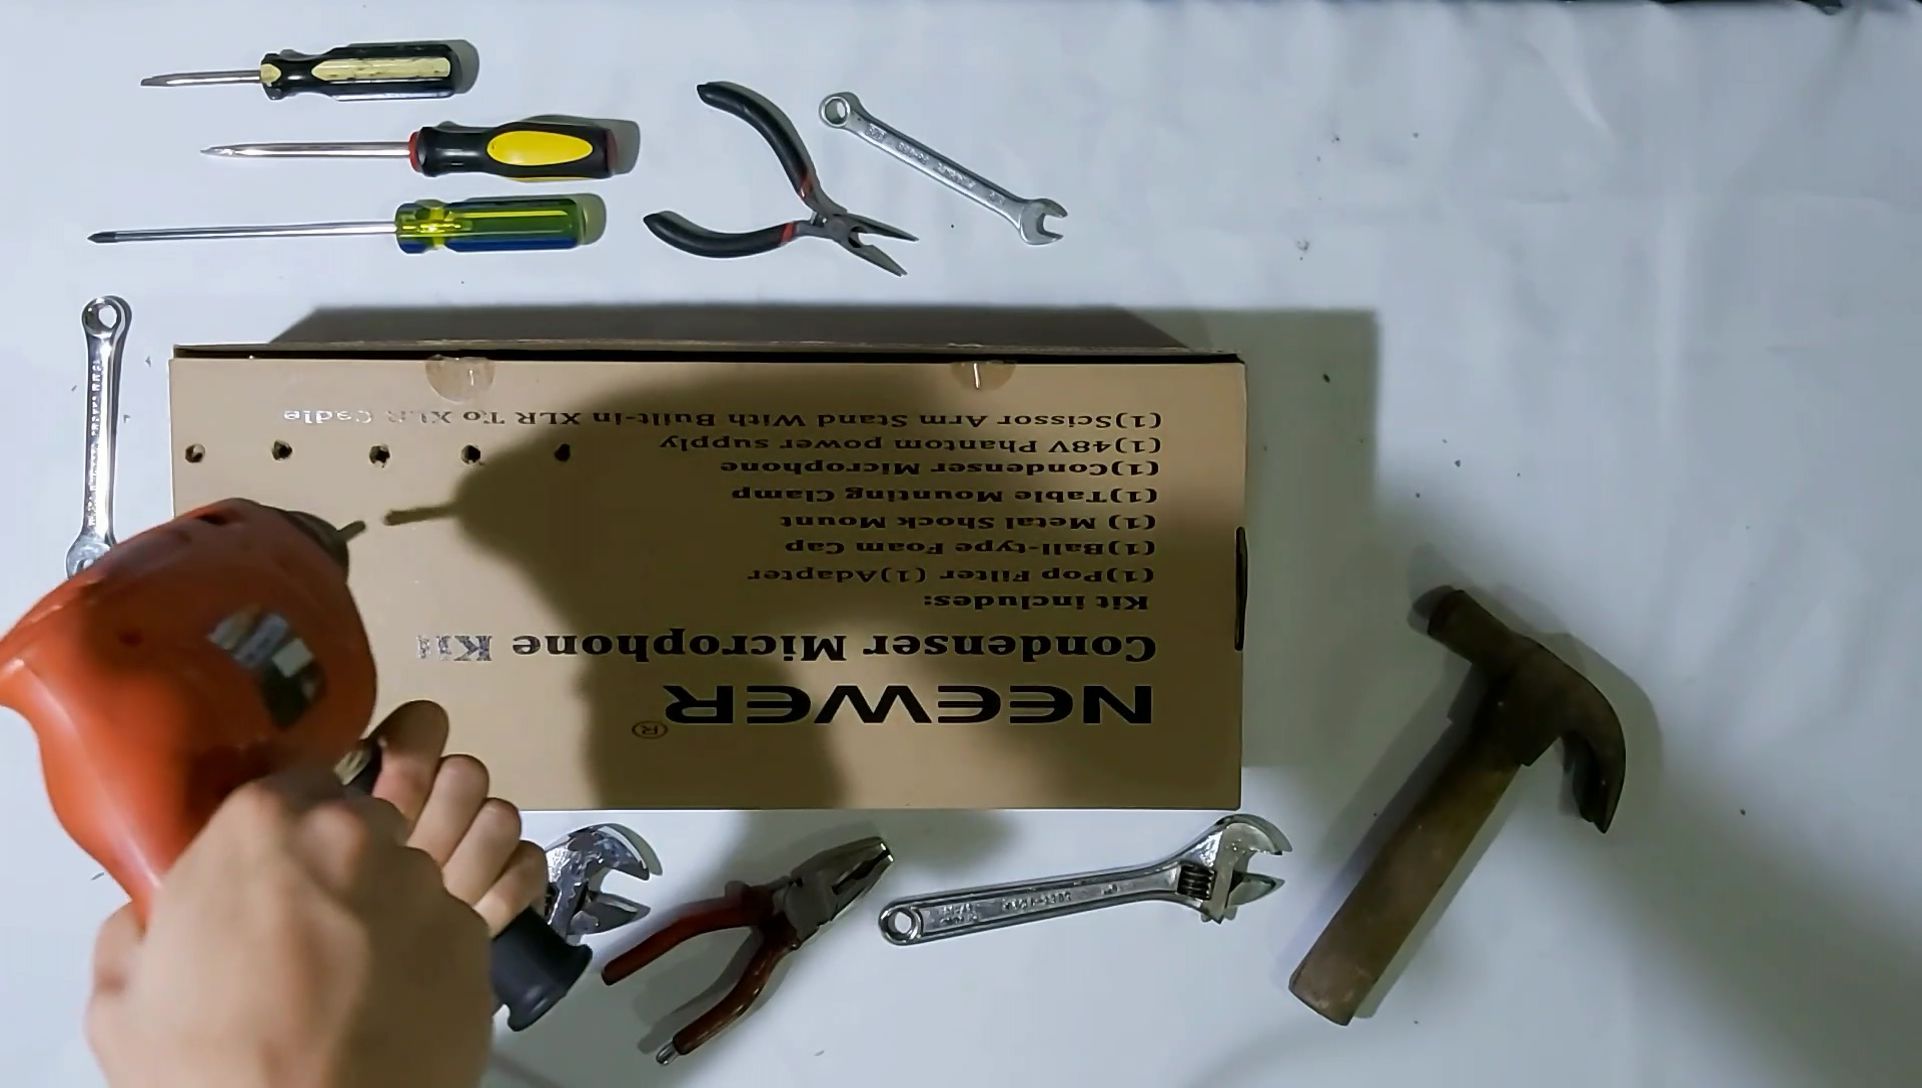 NEEWER®
Condenser Microphone Kit
Kit includes:
(1)Pop Filter (1)Adapter
(1)Ball-type Foam Cap
(1) Metal Shock Mount
(1)Table Mounting Clamp
(1)Condenser Microphone
(1)48V Phantom power supply
(1)Scissor Arm Stand With Built-in XLR To XLR Cable